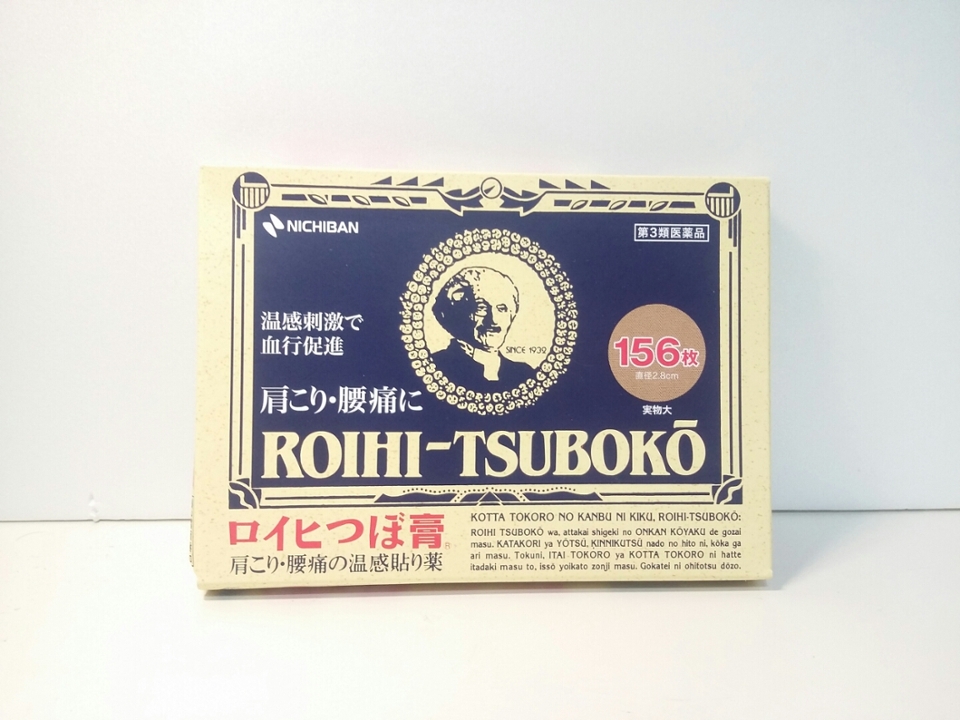 NICHIBAN
第3類医薬品
温感刺激で
血行促進
SINCE 1932
156枚
直径2.8cm
実物大
肩こり・腰痛に
ROIHI-TSUBOKŌ
ロイヒつぼ膏®
肩こり・腰痛の温感貼り薬
KOTTA TOKORO NO KANBU NI KIKU, ROIHI-TSUBOKŌ:
ROIHI TSUBOKŌ wa, attakai shigeki no ONKAN KŌYAKU de gozai
masu. KATAKORI ya YŌTSŪ, KINNIKUTSŪ nado no hito ni, kōka ga
ari masu. Tokuni, ITAI TOKORO ya KOTTA TOKORO ni hatte
itadaki masu to, issō yoikato zonji masu. Gokatei ni ohitotsu dōzo.